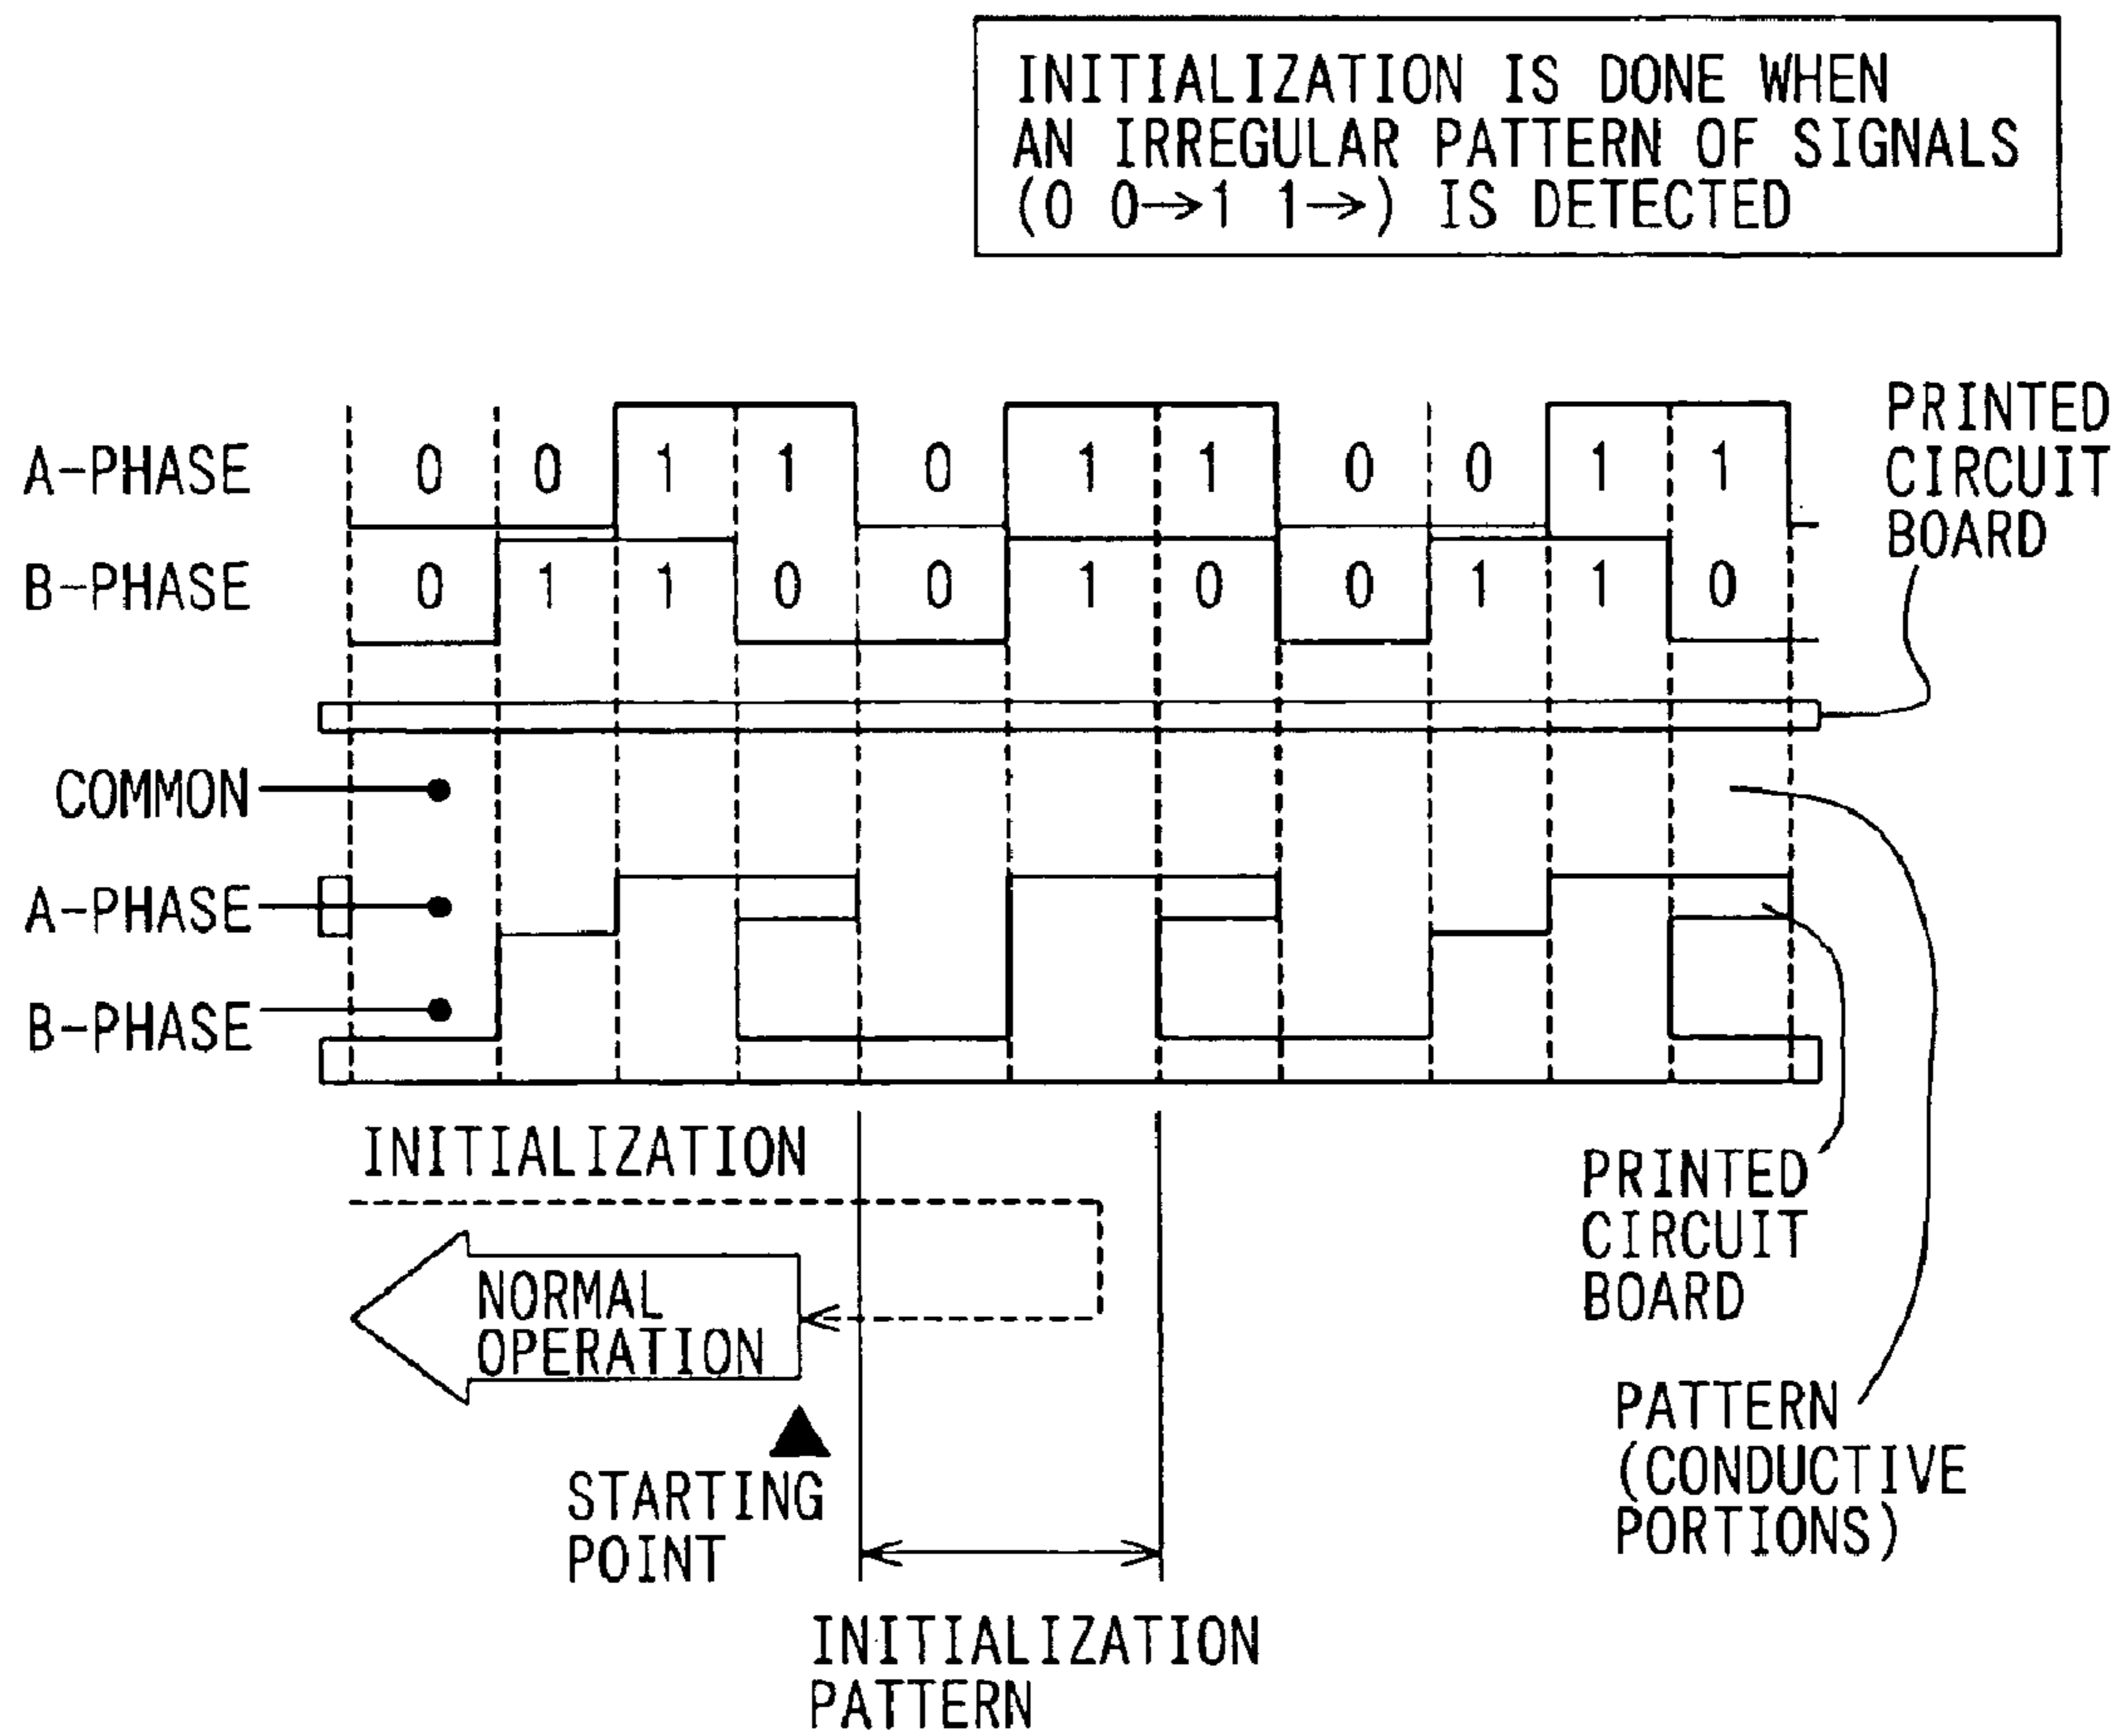 INITIALIZATION IS DONE WHEN
AN IRREGULAR PATTERN OF SIGNALS
(0 0→1 1→) IS DETECTED
A-PHASE 0 0 1 1 0 1 1 0 0 1 1
B-PHASE 0 1 1 0 0 1 0 0 1 1 0
PRINTED
CIRCUIT
BOARD
COMMON
A-PHASE
B-PHASE
INITIALIZATION
NORMAL
OPERATION
STARTING
POINT
INITIALIZATION
PATTERN
PRINTED
CIRCUIT
BOARD
PATTERN
(CONDUCTIVE
PORTIONS)